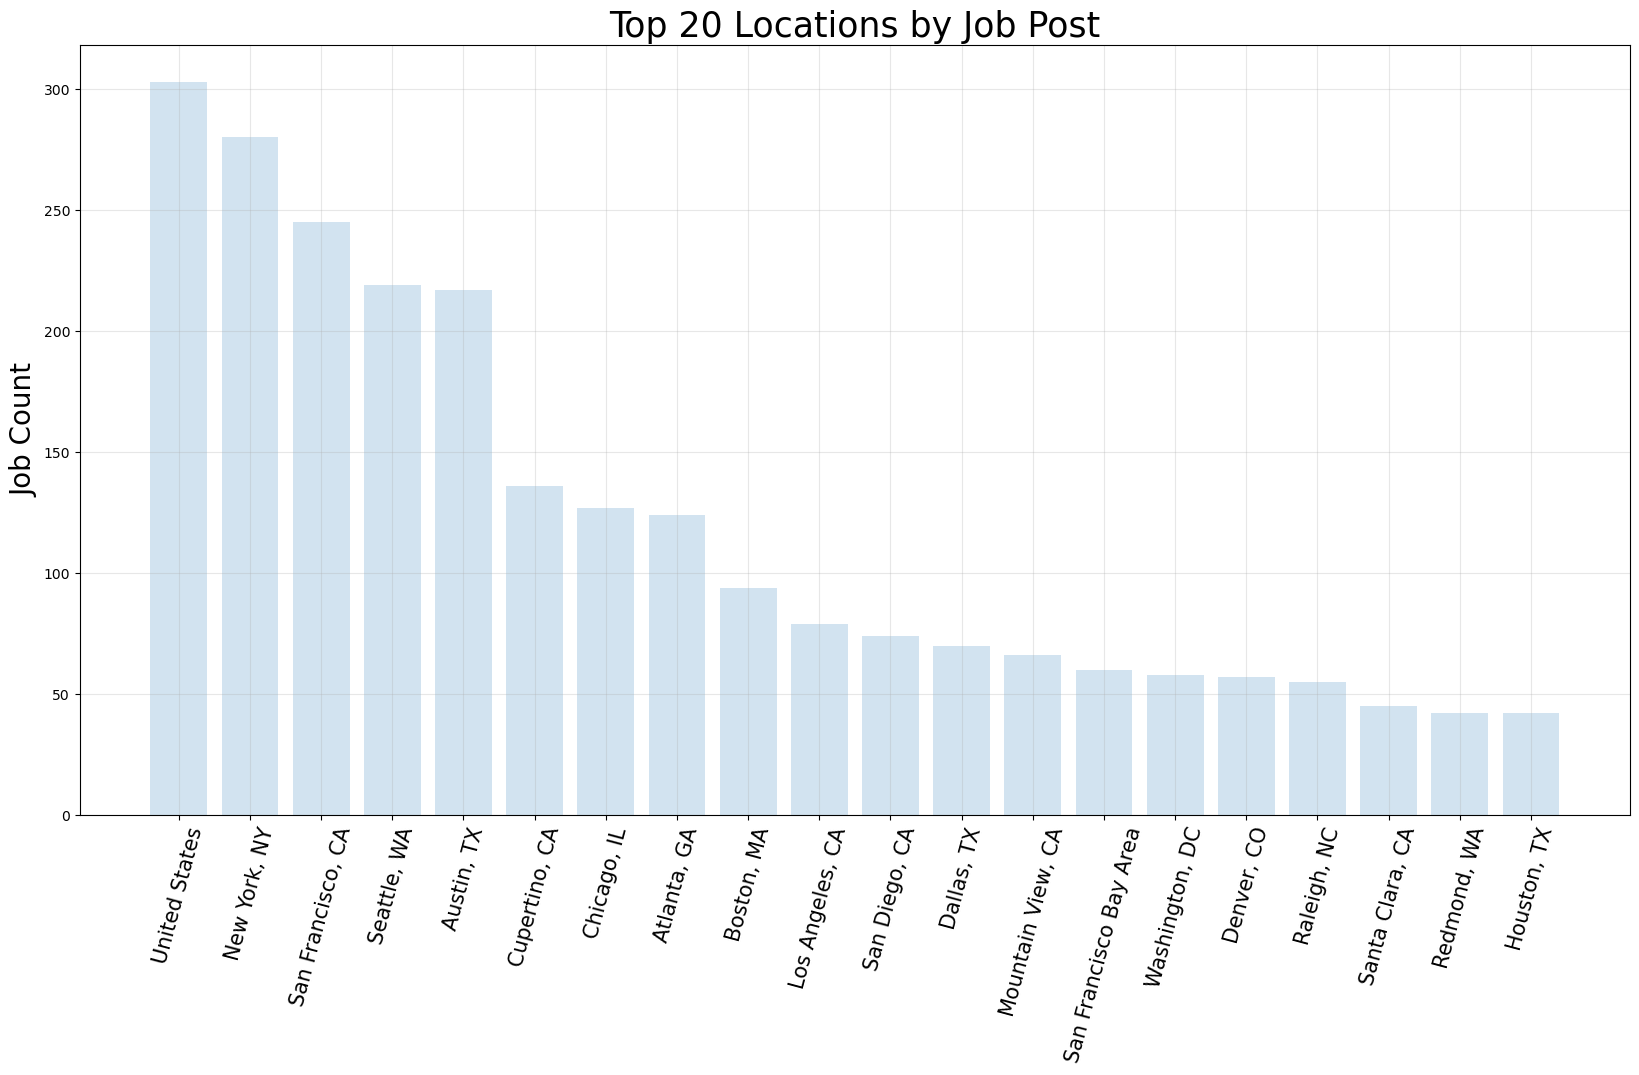 Top 20 Locations by Job Post
Job Count
300
250
200
150
100
50
0
United States
New York, NY
San Francisco, CA
Seattle, WA
Austin, TX
Cupertino, CA
Chicago, IL
Atlanta, GA
Boston, MA
Los Angeles, CA
San Diego, CA
Dallas, TX
Mountain View, CA
San Francisco Bay Area
Washington, DC
Denver, CO
Raleigh, NC
Santa Clara, CA
Redmond, WA
Houston, TX